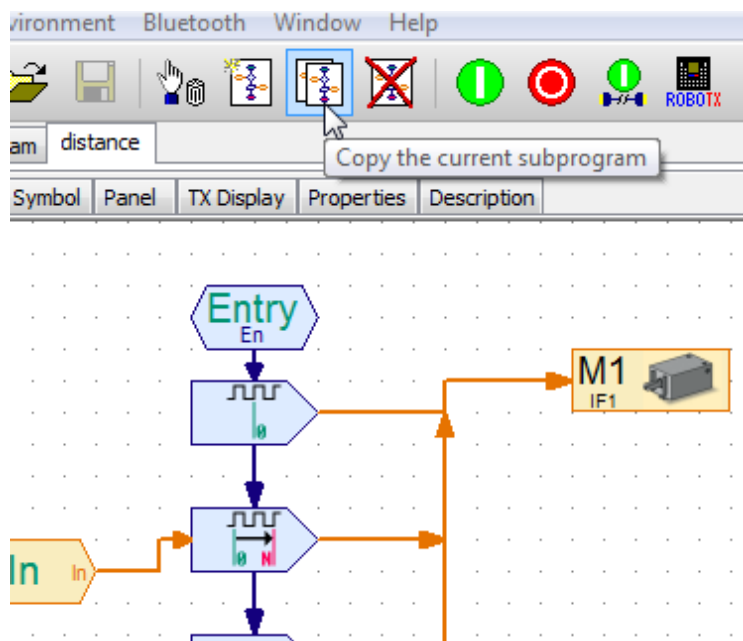 vironment Bluetooth Window Help
ROBOTX
am distance
Copy the current subprogram
Symbol Panel TX Display Properties Description
Entry
En
M1
IF1
0
0 N
In In